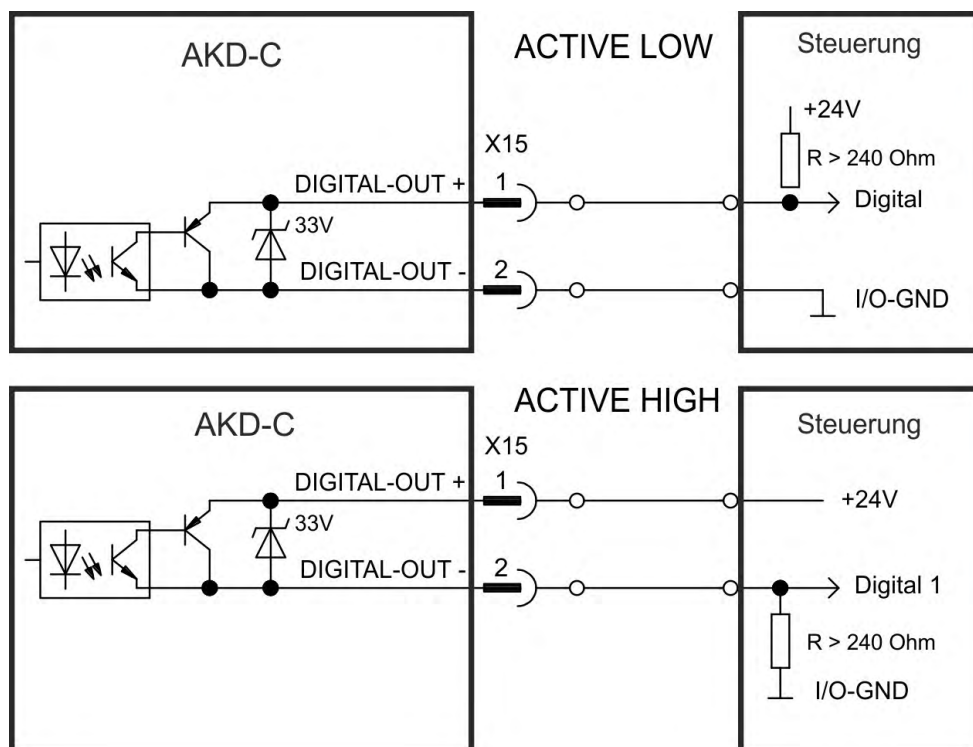 AKD-C
ACTIVE LOW
Steuerung
+24V
R > 240 Ohm
X15
DIGITAL-OUT +
1
Digital
33V
DIGITAL-OUT -
2
I/O-GND
AKD-C
ACTIVE HIGH
Steuerung
X15
DIGITAL-OUT +
1
+24V
33V
DIGITAL-OUT -
2
Digital 1
R > 240 Ohm
I/O-GND